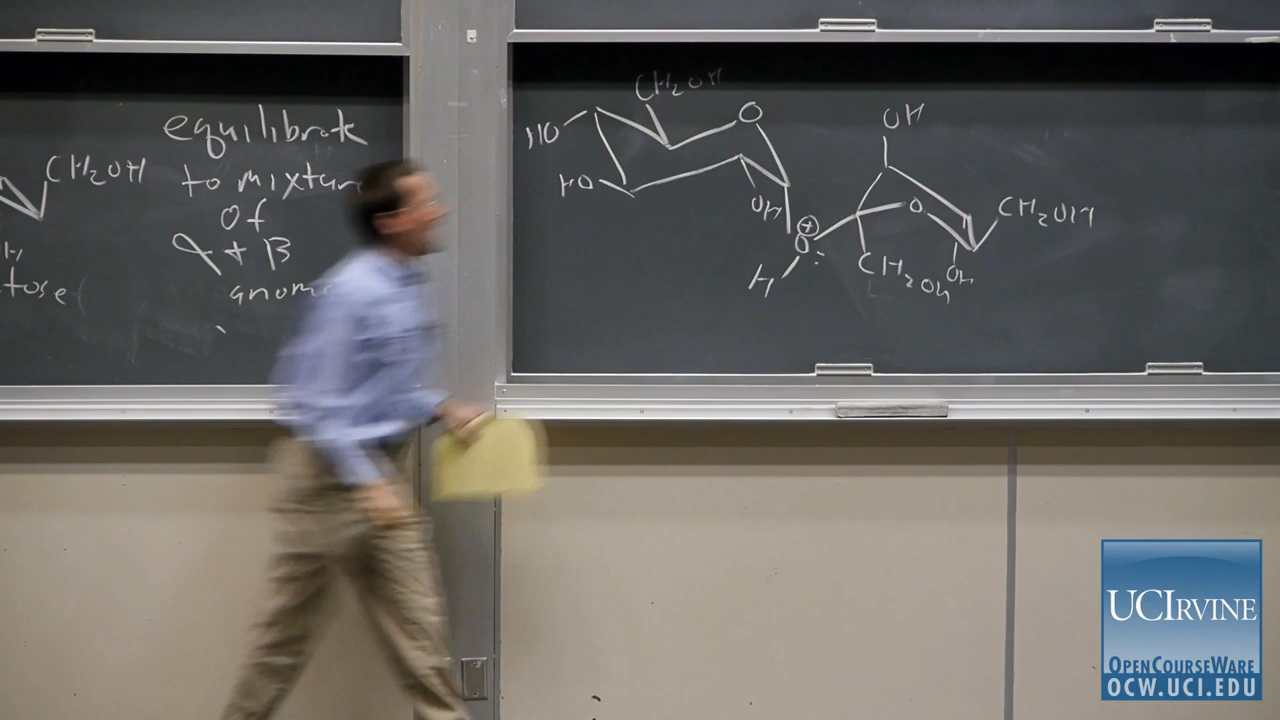 CH2OH
equilibrate
to mixture
of
α + β
tose
CH2OH
HO
O
HO
OH
⊕
O
:
H
OH
O
CH2OH
CH2OH
OH
UCIRVINE
OPENCOURSEWARE
OCW.UCI.EDU